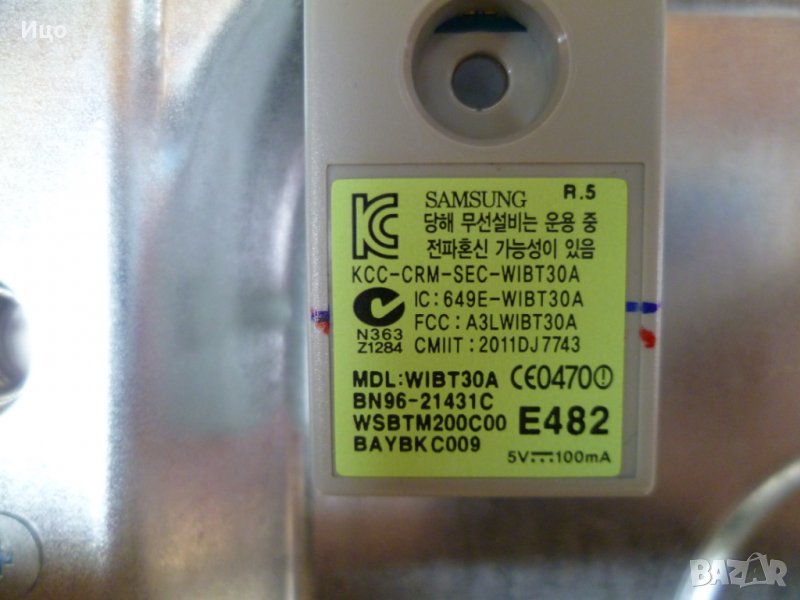 Ицо
R.5
SAMSUNG
당해 무선설비는 운용 중
전파혼신 가능성이 있음
KCC-CRM-SEC-WIBT30A
IC:649E-WIBT30A
FCC:A3LWIBT30A
N363
Z1284
CMIIT:2011DJ7743
MDL:WIBT30A CE0470
BN96-21431C
WSBTM200C00 E482
BAYBKC009
5V 100mA
BAZAR